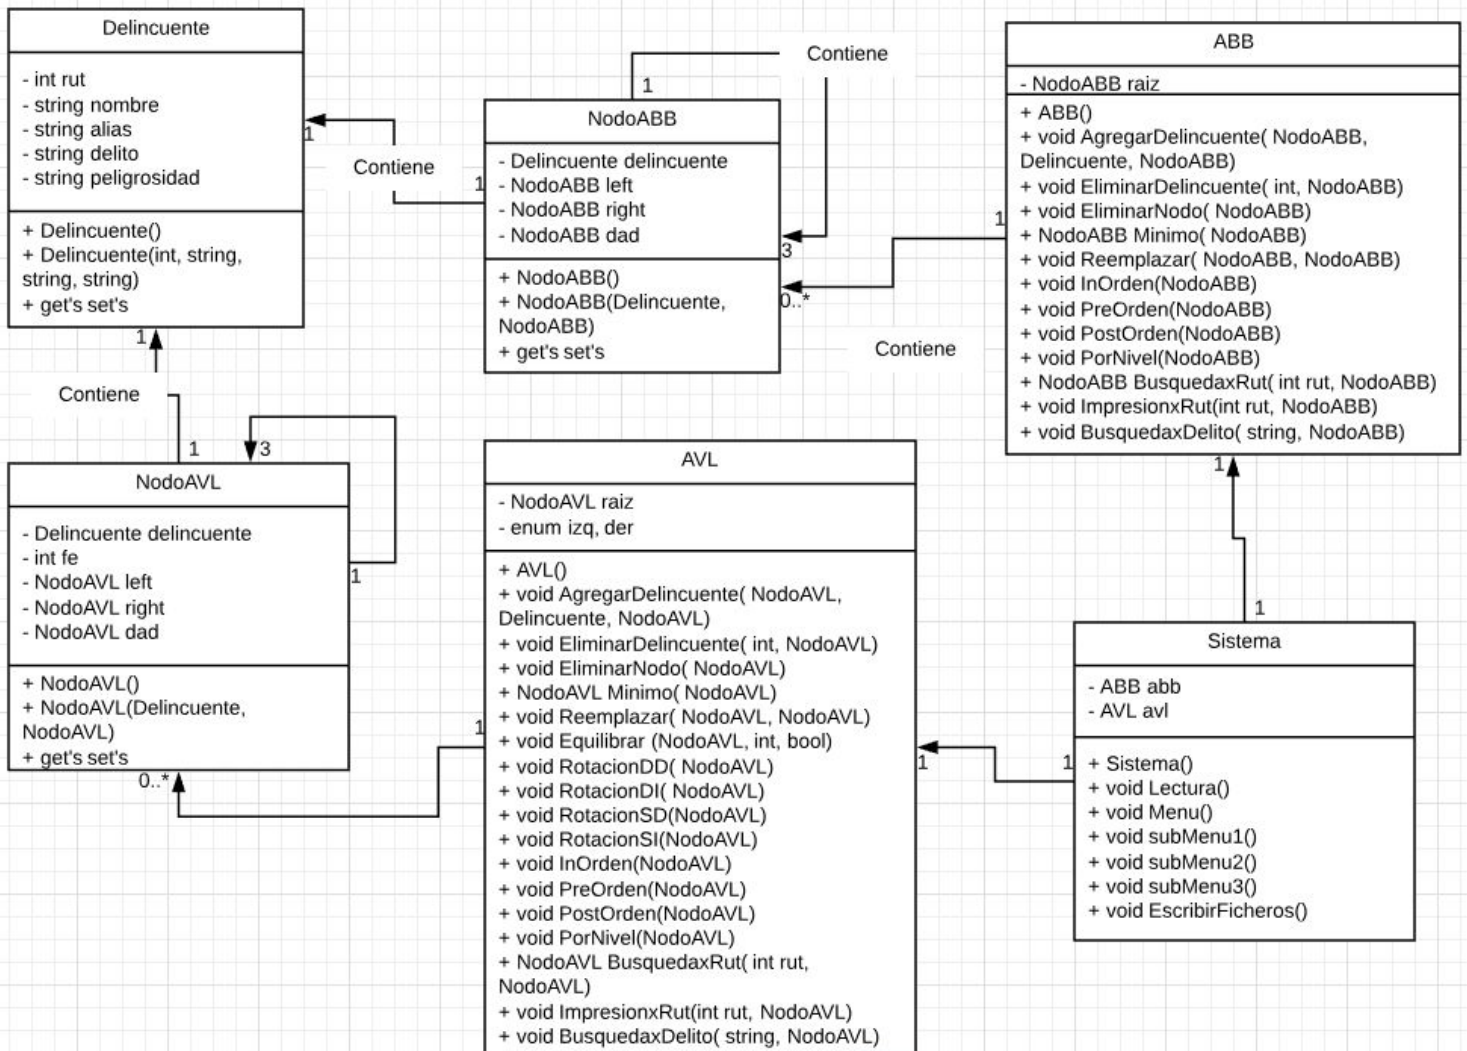 Delincuente
- int rut
- string nombre
- string alias
- string delito
- string peligrosidad
+ Delincuente()
+ Delincuente(int, string,
string, string)
+ get's set's
1
1
Contiene
1
Contiene
1
NodoABB
- Delincuente delincuente
- NodoABB left
- NodoABB right
- NodoABB dad
+ NodoABB()
+ NodoABB(Delincuente,
NodoABB)
+ get's set's
1
Contiene
3
0..*
1
Contiene
ABB
- NodoABB raiz
+ ABB()
+ void AgregarDelincuente( NodoABB,
Delincuente, NodoABB)
+ void EliminarDelincuente( int, NodoABB)
+ void EliminarNodo( NodoABB)
+ NodoABB Minimo( NodoABB)
+ void Reemplazar( NodoABB, NodoABB)
+ void InOrden(NodoABB)
+ void PreOrden(NodoABB)
+ void PostOrden(NodoABB)
+ void PorNivel(NodoABB)
+ NodoABB BusquedaxRut( int rut, NodoABB)
+ void ImpresionxRut(int rut, NodoABB)
+ void BusquedaxDelito( string, NodoABB)
1
1
3
NodoAVL
- Delincuente delincuente
- int fe
- NodoAVL left
- NodoAVL right
- NodoAVL dad
+ NodoAVL()
+ NodoAVL(Delincuente,
NodoAVL)
+ get's set's
1
0..*
1
AVL
- NodoAVL raiz
- enum izq, der
+ AVL()
+ void AgregarDelincuente( NodoAVL,
Delincuente, NodoAVL)
+ void EliminarDelincuente( int, NodoAVL)
+ void EliminarNodo( NodoAVL)
+ NodoAVL Minimo( NodoAVL)
+ void Reemplazar( NodoAVL, NodoAVL)
+ void Equilibrar (NodoAVL, int, bool)
+ void RotacionDD( NodoAVL)
+ void RotacionDI( NodoAVL)
+ void RotacionSD(NodoAVL)
+ void RotacionSI(NodoAVL)
+ void InOrden(NodoAVL)
+ void PreOrden(NodoAVL)
+ void PostOrden(NodoAVL)
+ void PorNivel(NodoAVL)
+ NodoAVL BusquedaxRut( int rut,
NodoAVL)
+ void ImpresionxRut(int rut, NodoAVL)
+ void BusquedaxDelito( string, NodoAVL)
1
1
1
Sistema
- ABB abb
- AVL avl
+ Sistema()
+ void Lectura()
+ void Menu()
+ void subMenu1()
+ void subMenu2()
+ void subMenu3()
+ void EscribirFicheros()